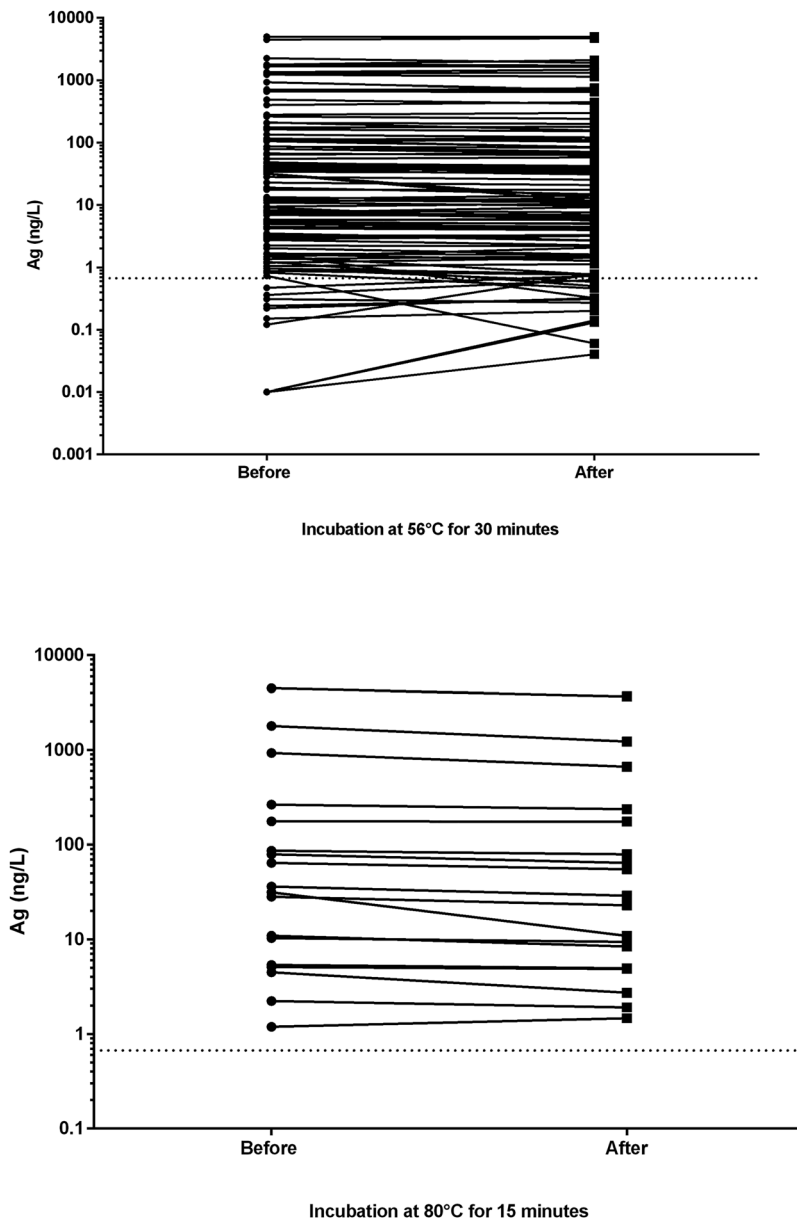 10000
1000
100
10
1
0.1
0.01
0.001
Ag (ng/L)
Before After
Incubation at 56°C for 30 minutes
10000
1000
100
10
1
0.1
Ag (ng/L)
Before After
Incubation at 80°C for 15 minutes